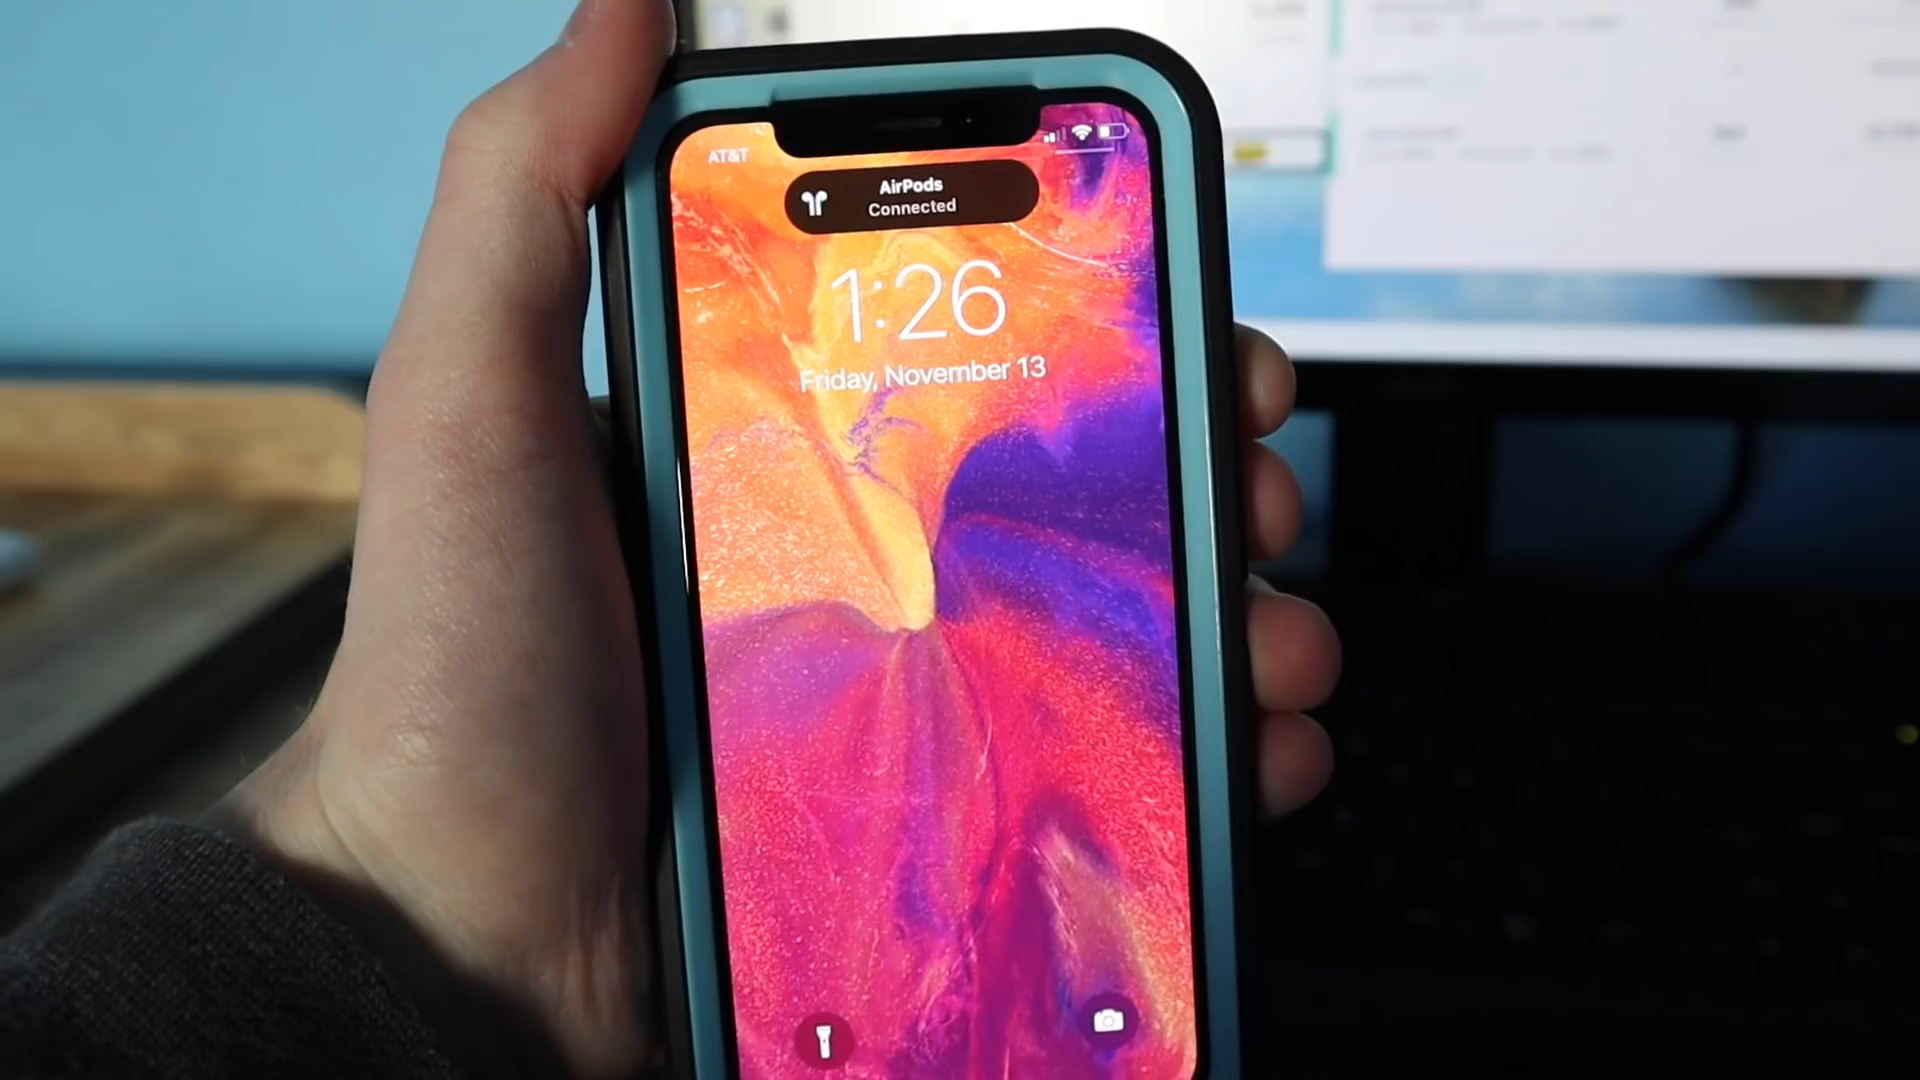 AT&T
AirPods
Connected
1:26
Friday, November 13